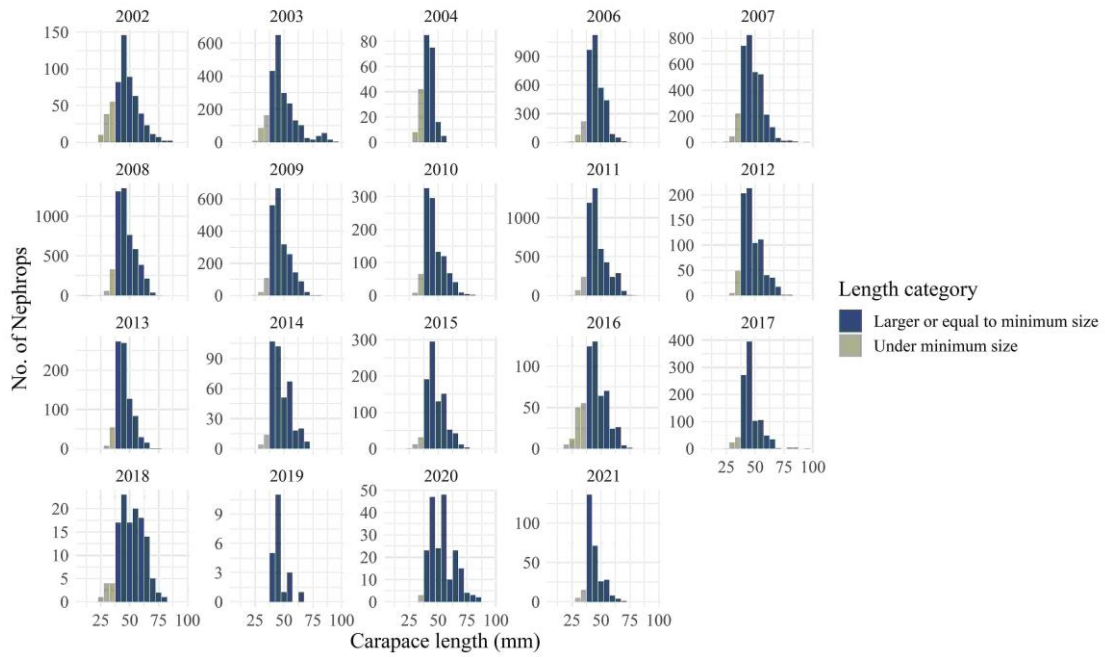 2002 2003 2004 2006 2007
150 600 80 900 800
100 400 60 600 600
50 200 40 300 400
0 0 20 0 200
0 0
2008 2009 2010 2011 2012
1000 600 300 1000 200
500 400 200 500 150
0 200 100 0 100
0 0 50
0
2013 2014 2015 2016 2017
200 90 300 100 400
0 60 200 50 300
30 100 0 200
0 0 100
0
25 50 75 100
2018 2019 2020 2021
20 9 50 100
15 6 40 50
10 3 30 0
5 0 20
0 10
0
25 50 75 100 25 50 75 100 25 50 75 100 25 50 75 100
Carapace length (mm)
No. of Nephrops
Length category
Larger or equal to minimum size
Under minimum size